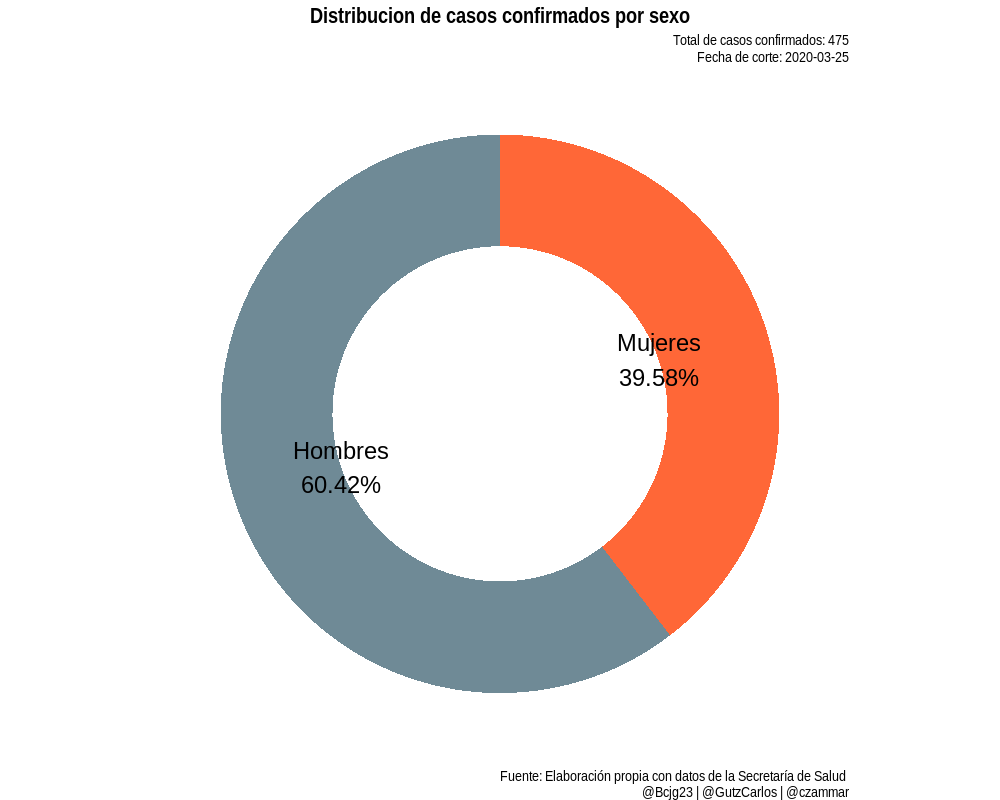 Distribucion de casos confirmados por sexo
Total de casos confirmados: 475
Fecha de corte: 2020-03-25
Mujeres
39.58%
Hombres
60.42%
Fuente: Elaboración propia con datos de la Secretaría de Salud
@Bcjg23 | @GutzCarlos | @czammar